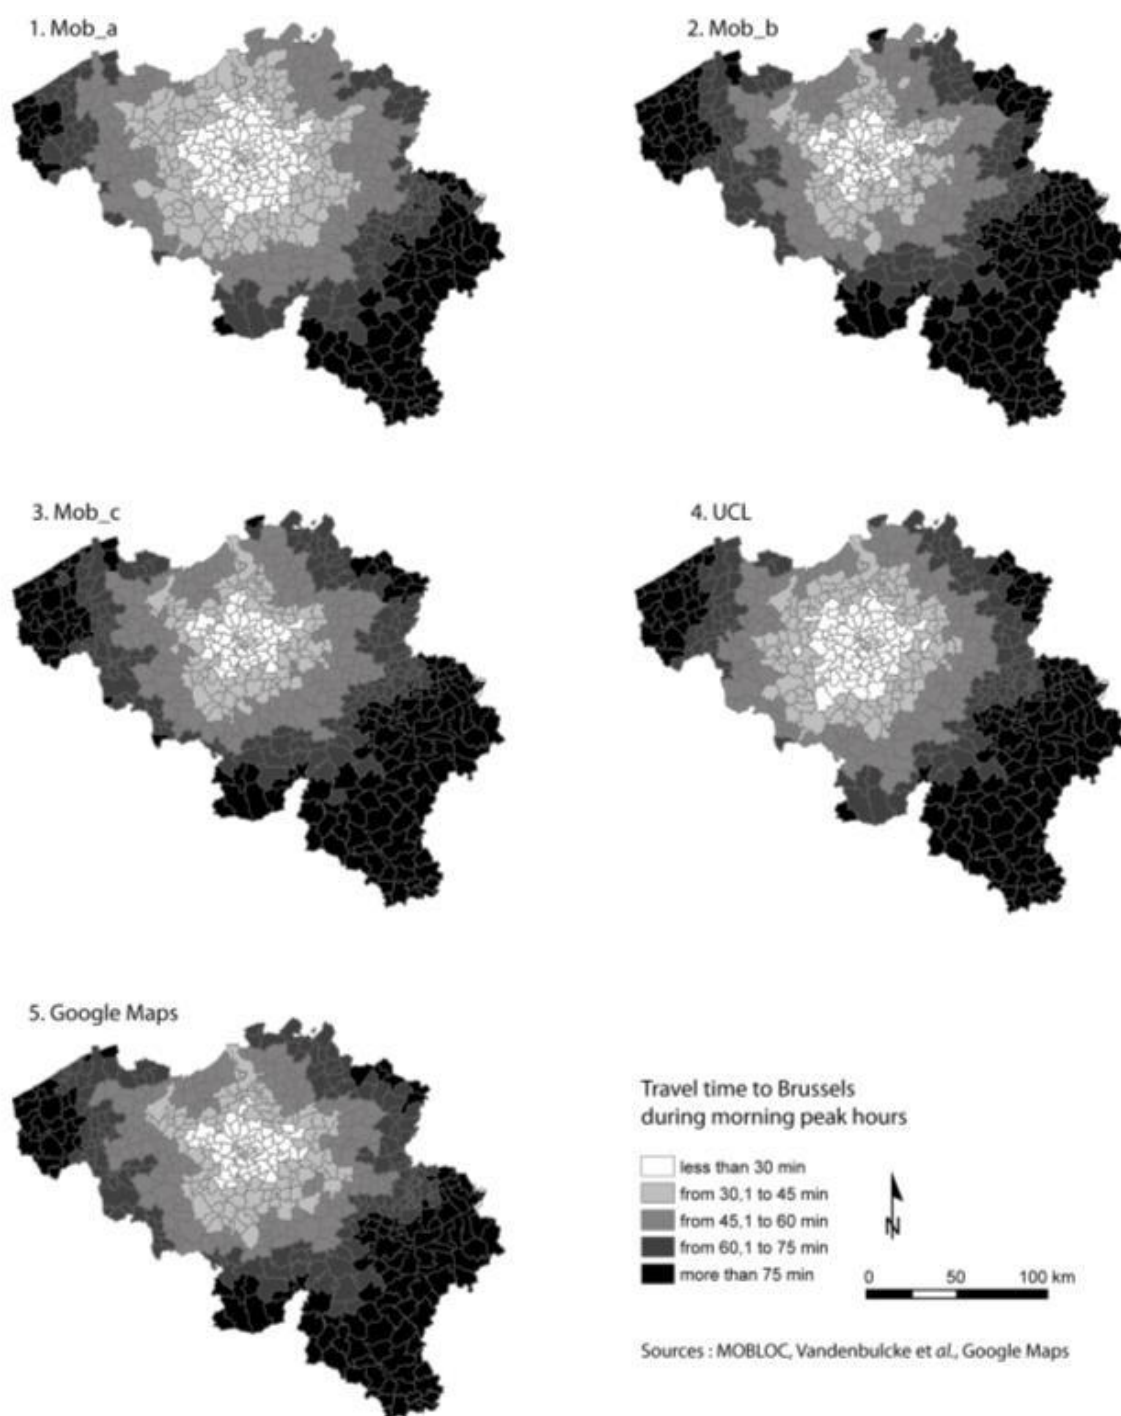 1. Mob_a
2. Mob_b
3. Mob_c
4. UCL
5. Google Maps
Travel time to Brussels
during morning peak hours
less than 30 min
from 30,1 to 45 min
from 45,1 to 60 min
from 60,1 to 75 min
more than 75 min
N
0 50 100 km
Sources : MOBLOC, Vandenbulcke et al., Google Maps